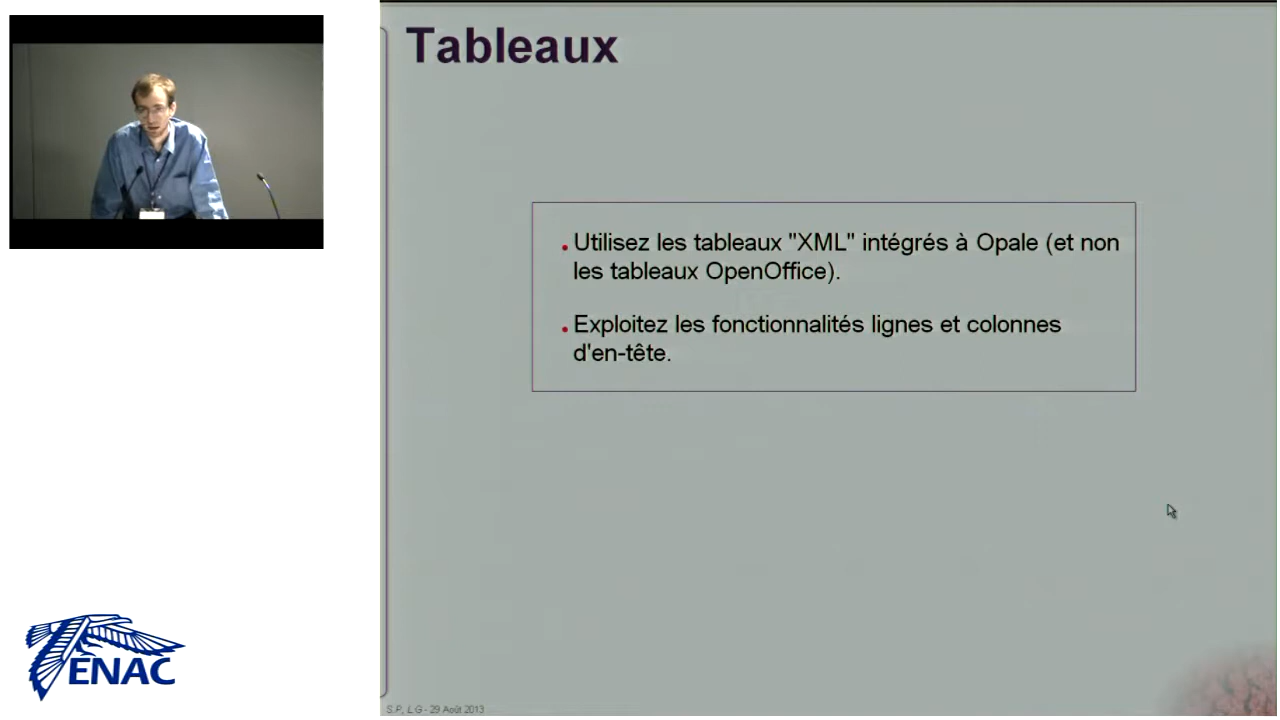 Tableaux
Utilisez les tableaux "XML" intégrés à Opale (et non
les tableaux OpenOffice).
Exploitez les fonctionnalités lignes et colonnes
d'en-tête.
ENAC
S.P, L.G - 29 Août 2013